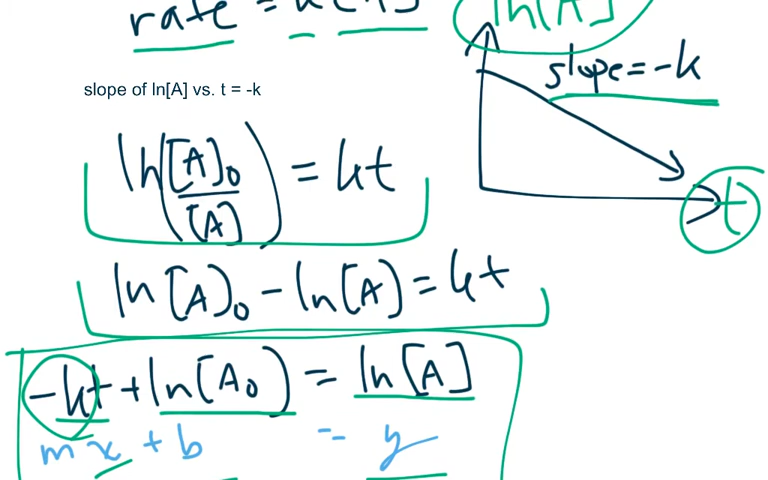 rate = k[A]
ln[A]
slope = -k
slope of ln[A] vs. t = -k
ln([A]₀/[A]) = kt
t
ln[A]₀ - ln[A] = kt
-kt + ln[A₀] = ln[A]
mx + b = y